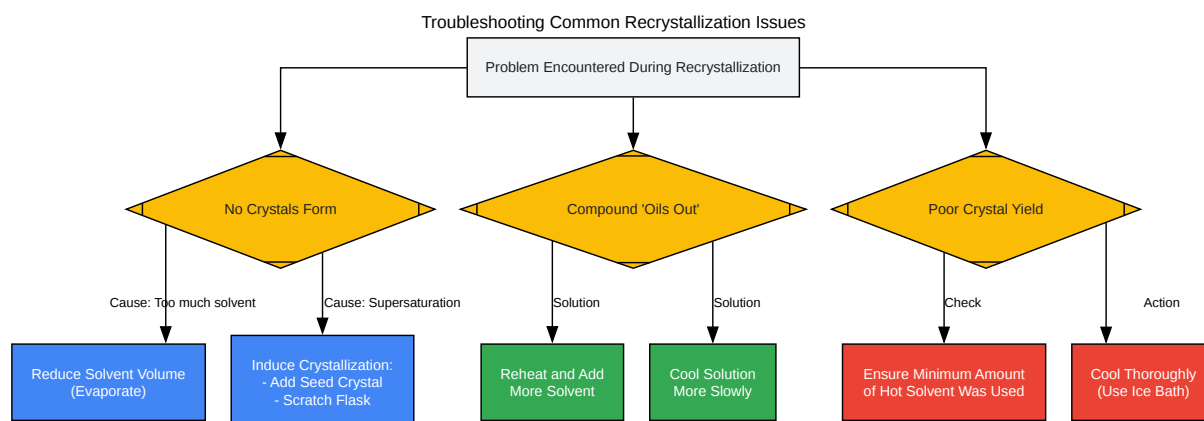 Troubleshooting Common Recrystallization Issues
Problem Encountered During Recrystallization
No Crystals Form
Compound 'Oils Out'
Poor Crystal Yield
Cause: Too much solvent
Cause: Supersaturation
Solution
Solution
Check
Action
Reduce Solvent Volume
(Evaporate)
Induce Crystallization:
- Add Seed Crystal
- Scratch Flask
Reheat and Add
More Solvent
Cool Solution
More Slowly
Ensure Minimum Amount
of Hot Solvent Was Used
Cool Thoroughly
(Use Ice Bath)